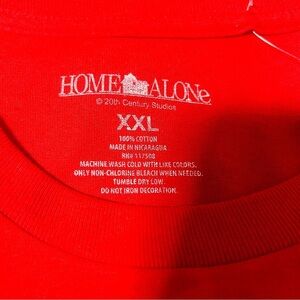 HOME ALONe
© 20th Century Studios
XXL
100% COTTON
MADE IN NICARAGUA
RN# 117508
MACHINE WASH COLD WITH LIKE COLORS.
ONLY NON-CHLORINE BLEACH WHEN NEEDED.
TUMBLE DRY LOW.
DO NOT IRON DECORATION.